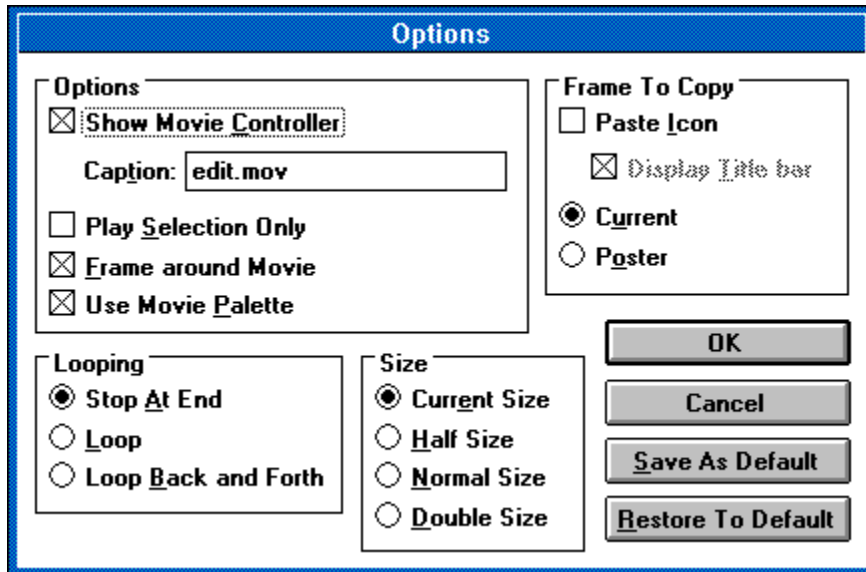 Options
Options
Show Movie Controller
Caption: edit.mov
Play Selection Only
Frame around Movie
Use Movie Palette
Frame To Copy
Paste Icon
Display Title bar
Current
Poster
Looping
Stop At End
Loop
Loop Back and Forth
Size
Current Size
Half Size
Normal Size
Double Size
OK
Cancel
Save As Default
Restore To Default